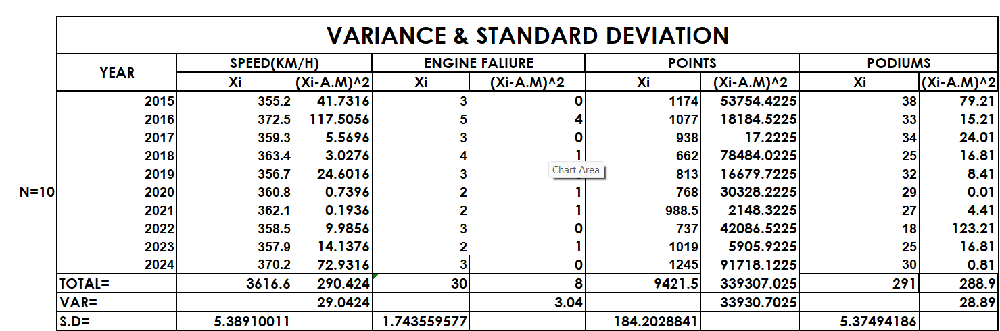 VARIANCE & STANDARD DEVIATION
YEAR SPEED(KM/H) ENGINE FALIURE POINTS PODIUMS
Xi (Xi-A.M)^2 Xi (Xi-A.M)^2 Xi (Xi-A.M)^2 Xi (Xi-A.M)^2
2015 355.2 41.7316 3 0 1174 53754.4225 38 79.21
2016 372.5 117.5056 5 4 1077 18184.5225 33 15.21
2017 359.3 5.5696 3 0 938 17.2225 34 24.01
2018 363.4 3.0276 4 1 662 78484.0225 25 16.81
Chart Area
2019 356.7 24.6016 3 813 16679.7225 32 8.41
N=10 2020 360.8 0.7396 2 1 768 30328.2225 29 0.01
2021 362.1 0.1936 2 1 988.5 2148.3225 27 4.41
2022 358.5 9.9856 3 0 737 42086.5225 18 123.21
2023 357.9 14.1376 2 1 1019 5905.9225 25 16.81
2024 370.2 72.9316 3 0 1245 91718.1225 30 0.81
TOTAL= 3616.6 290.424 30 8 9421.5 339307.025 291 288.9
VAR= 29.0424 3.04 33930.7025 28.89
S.D= 5.38910011 1.743559577 184.2028841 5.37494186